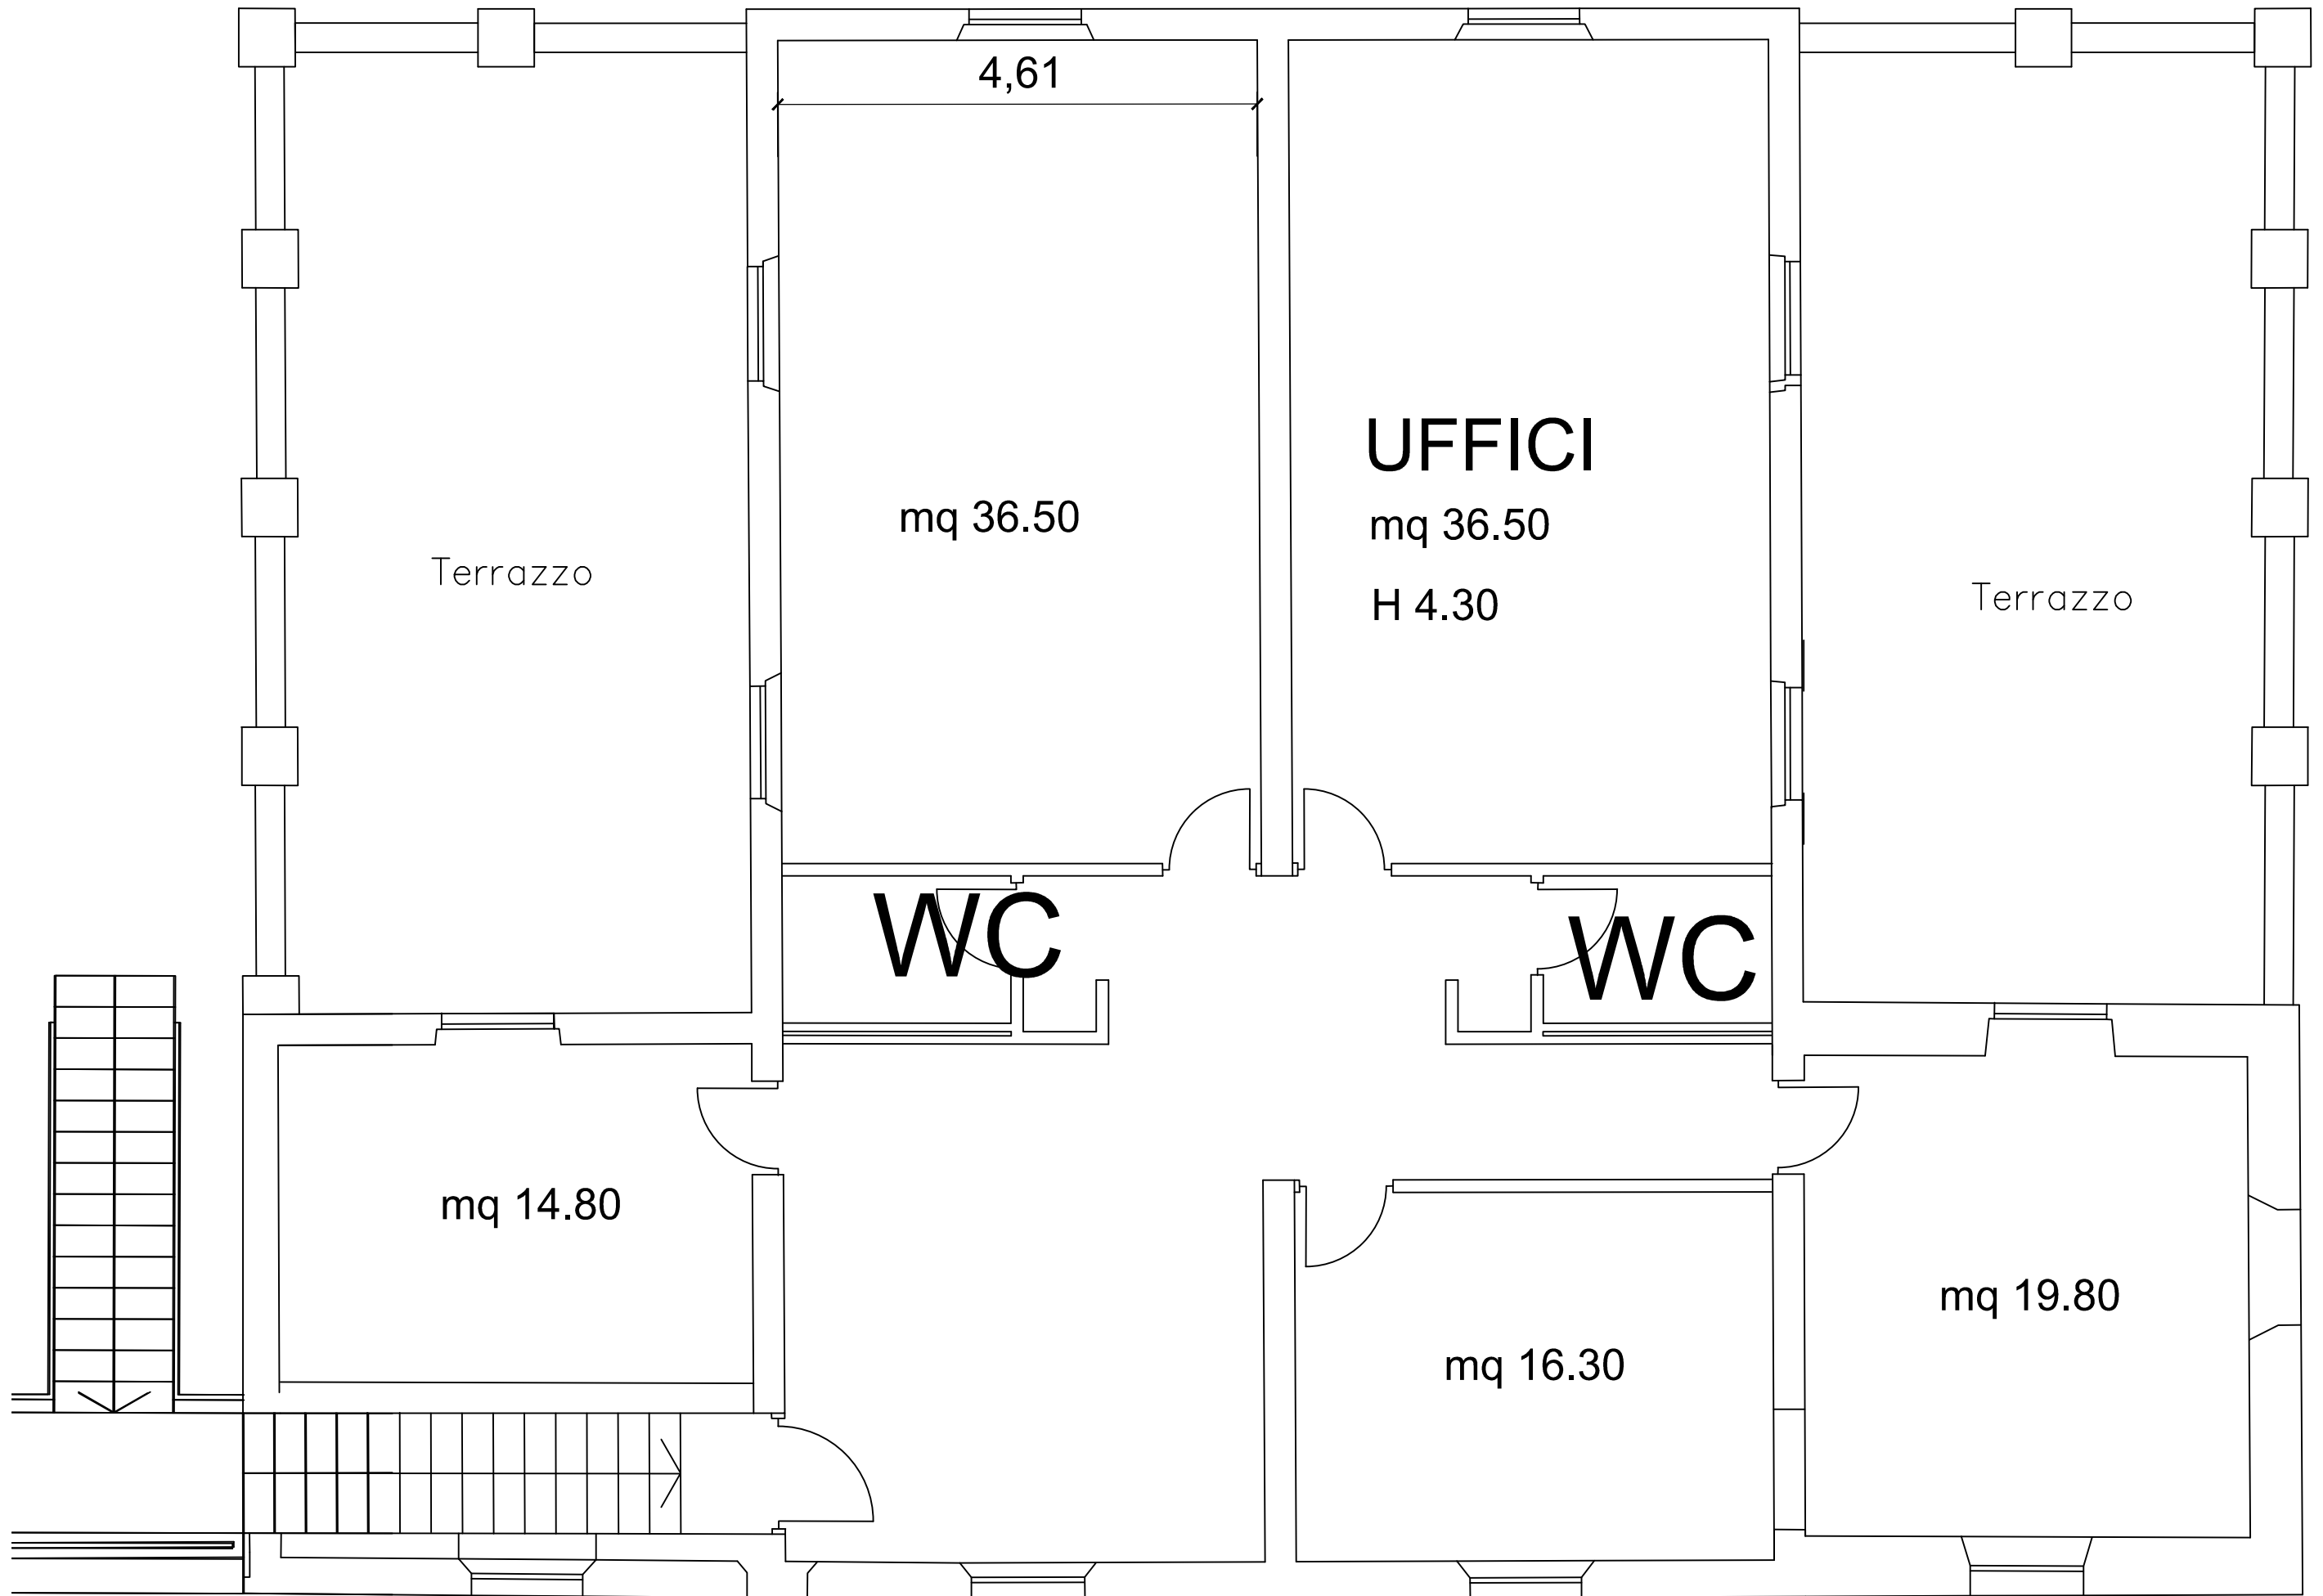 4,61
UFFICI
mq 36.50
mq 36.50
H 4.30
Terrazzo
Terrazzo
WC
WC
mq 14.80
mq 19.80
mq 16.30